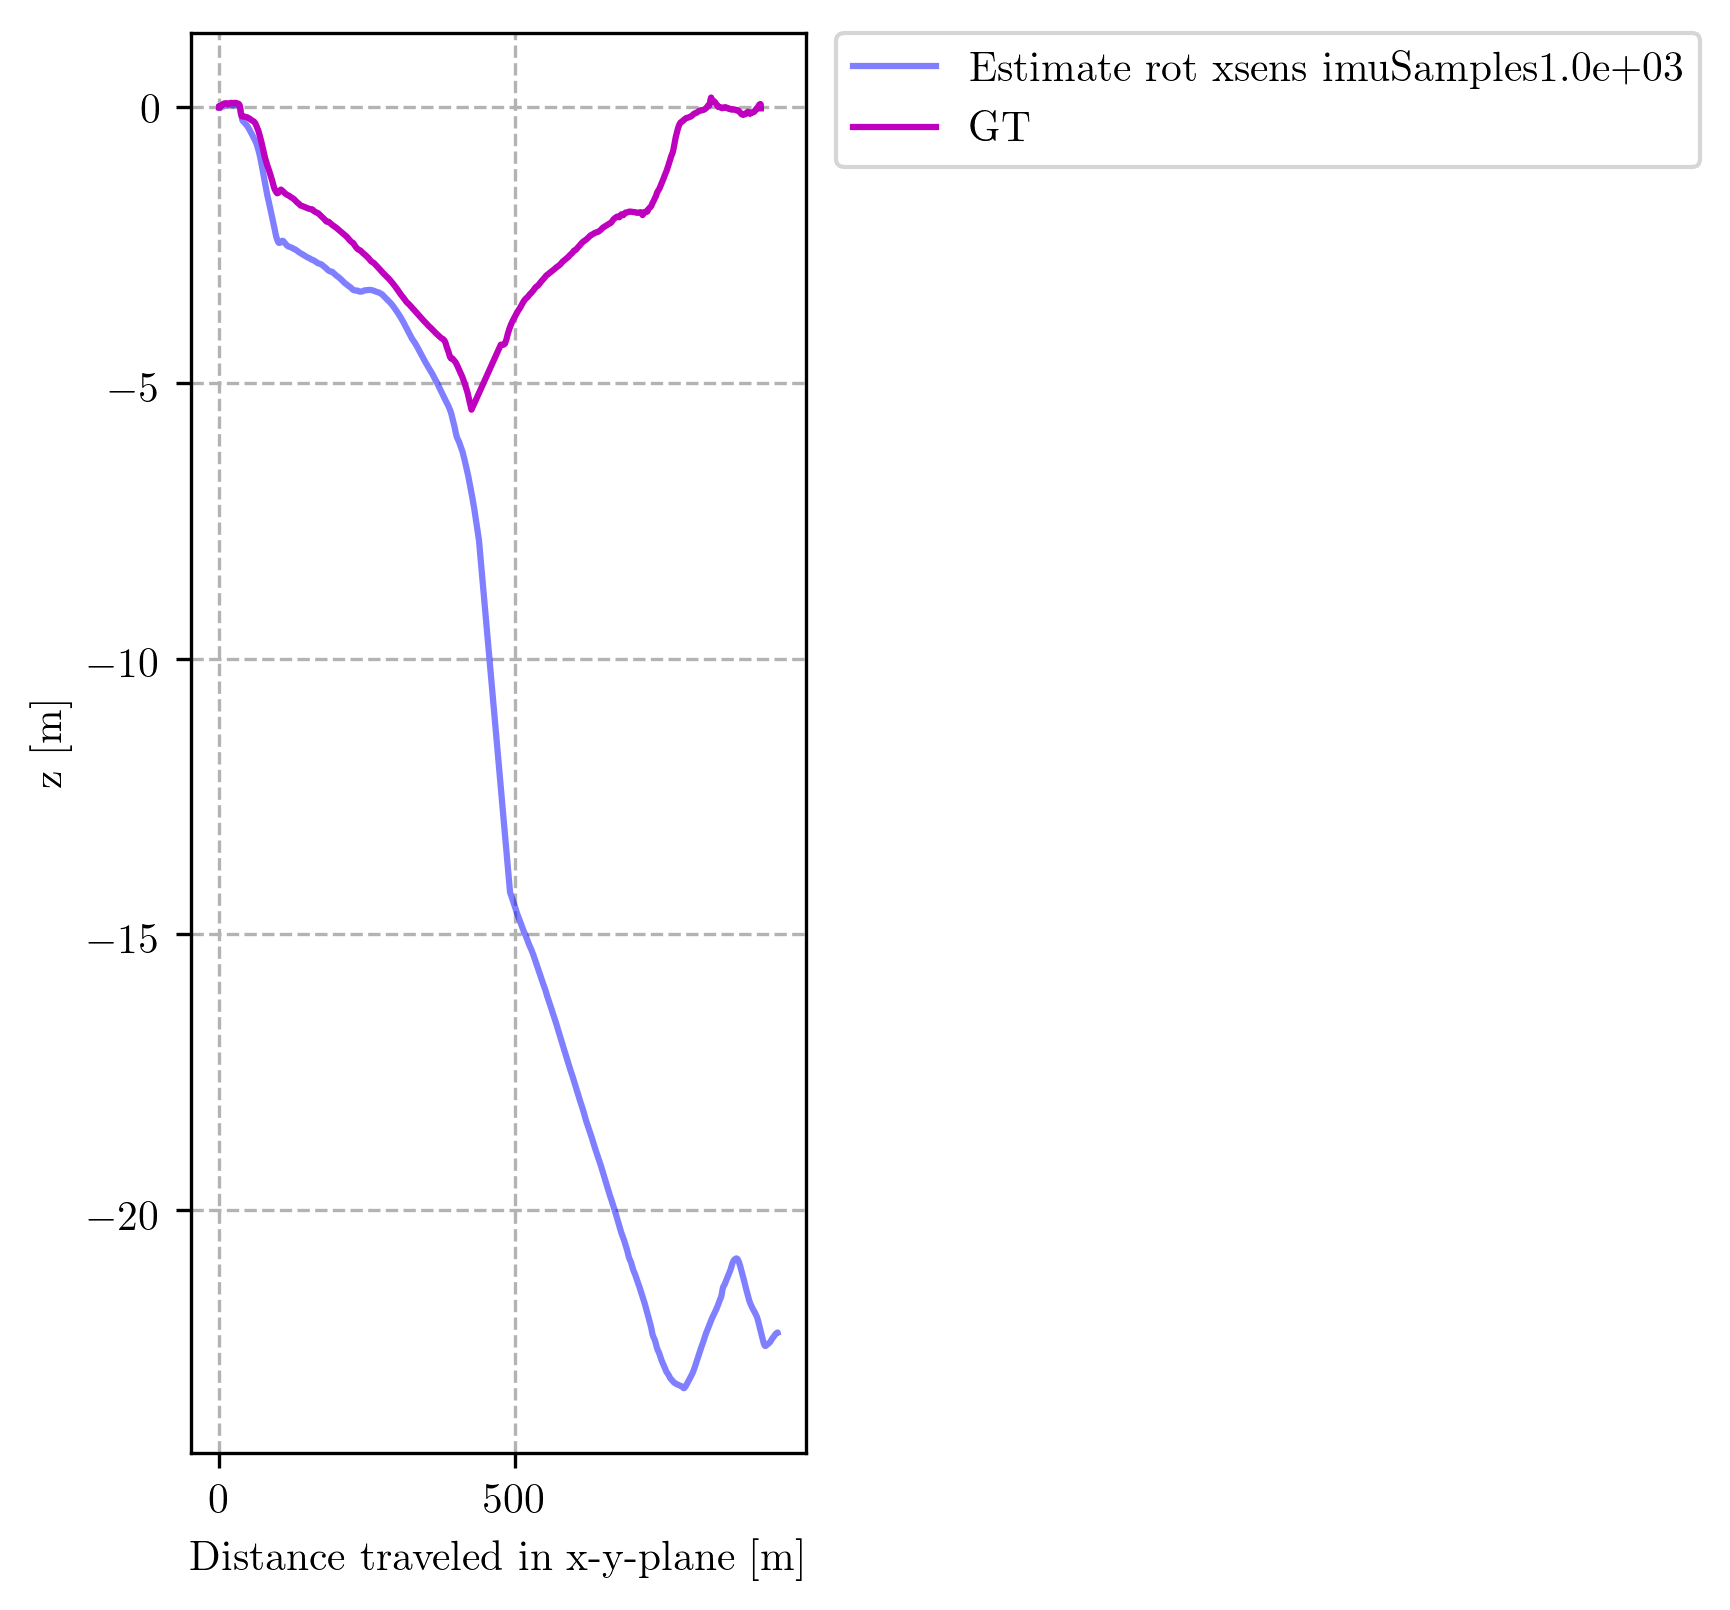 Estimate rot xsens imuSamples1.0e+03
GT
0
−5
−10
−15
−20
z [m]
0 500
Distance traveled in x-y-plane [m]